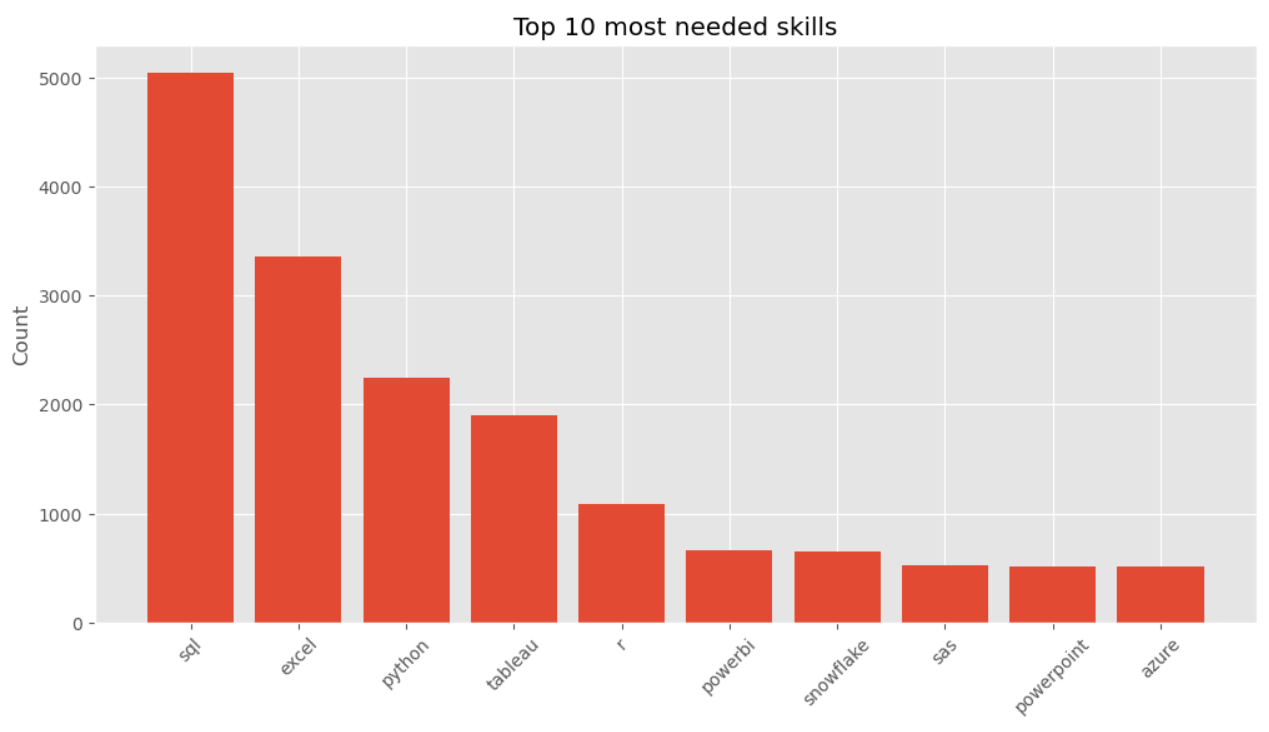 Top 10 most needed skills
5000
4000
3000
2000
1000
0
Count
sql
excel
python
tableau
r
powerbi
snowflake
sas
powerpoint
azure